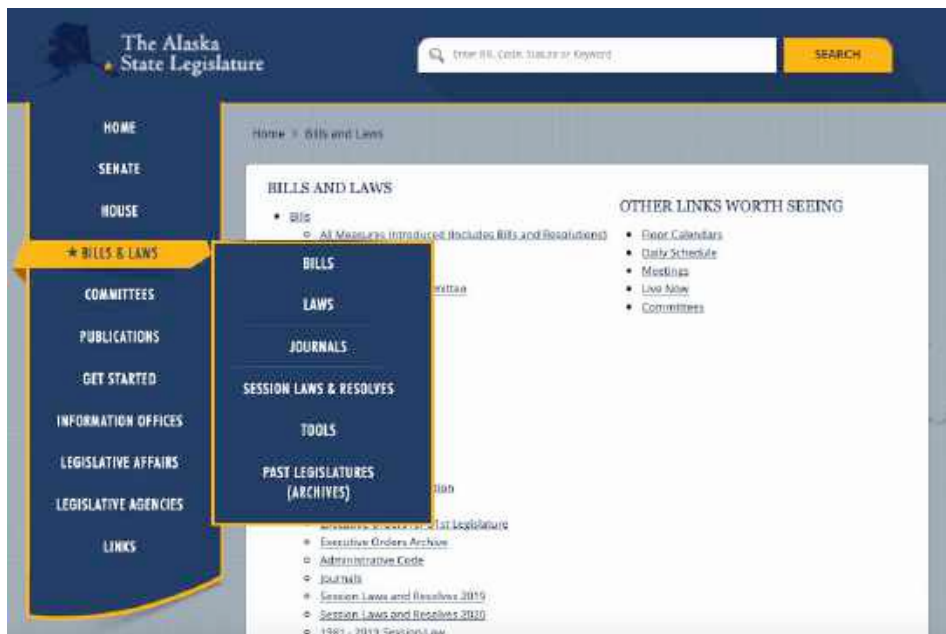 The Alaska
State Legislature
Enter Bill, Code, Statute or Keyword
SEARCH
HOME
SENATE
HOUSE
★ BILLS & LAWS
COMMITTEES
PUBLICATIONS
GET STARTED
INFORMATION OFFICES
LEGISLATIVE AFFAIRS
LEGISLATIVE AGENCIES
LINKS
BILLS
LAWS
JOURNALS
SESSION LAWS & RESOLVES
TOOLS
PAST LEGISLATURES
(ARCHIVES)
Home > Bills and Laws
BILLS AND LAWS
Bills
All Measures Introduced (Includes Bills and Resolutions)
Executive Orders Archive
Administrative Code
Journals
Session Laws and Resolves 2019
Session Laws and Resolves 2020
1981 - 2019 Session Law
OTHER LINKS WORTH SEEING
Floor Calendars
Daily Schedule
Meetings
Live Now
Committees